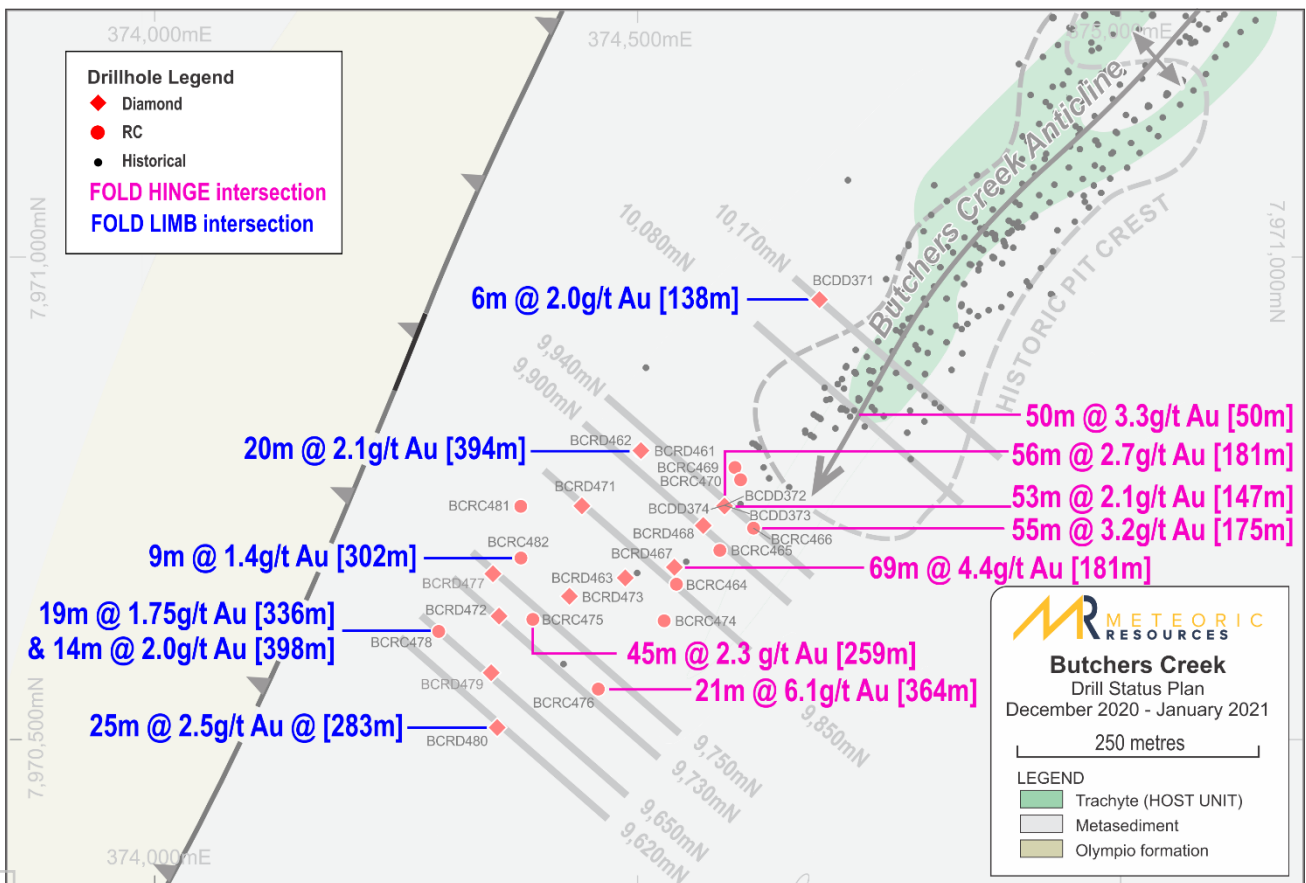 374,000mE
374,500mE
375,000mE
Drillhole Legend
Diamond
RC
Historical
FOLD HINGE intersection
FOLD LIMB intersection
7,971,000mN
7,971,000mN
Butchers Creek Anticline
HISTORIC PIT CREST
10,170mN
10,080mN
BCDD371
6m @ 2.0g/t Au [138m]
9,940mN
9,900mN
50m @ 3.3g/t Au [50m]
20m @ 2.1g/t Au [394m]
BCRD462
BCRD461
56m @ 2.7g/t Au [181m]
BCRC469
BCRC470
BCRD471
BCDD372
53m @ 2.1g/t Au [147m]
BCRC481
BCDD374
BCDD373
55m @ 3.2g/t Au [175m]
BCRD468
BCRC466
BCRC482
9m @ 1.4g/t Au [302m]
BCRD467
BCRC465
69m @ 4.4g/t Au [181m]
BCRD477
BCRD463
BCRC464
BCRD473
19m @ 1.75g/t Au [336m]
& 14m @ 2.0g/t Au [398m]
BCRD472
BCRC475
BCRC474
BCRC478
45m @ 2.3 g/t Au [259m]
BCRD479
21m @ 6.1g/t Au [364m]
BCRC476
25m @ 2.5g/t Au @ [283m]
BCRD480
9,850mN
9,750mN
9,730mN
9,650mN
9,620mN
7,970,500mN
374,000mE
METEORIC
RESOURCES
Butchers Creek
Drill Status Plan
December 2020 - January 2021
250 metres
LEGEND
Trachyte (HOST UNIT)
Metasediment
Olympio formation